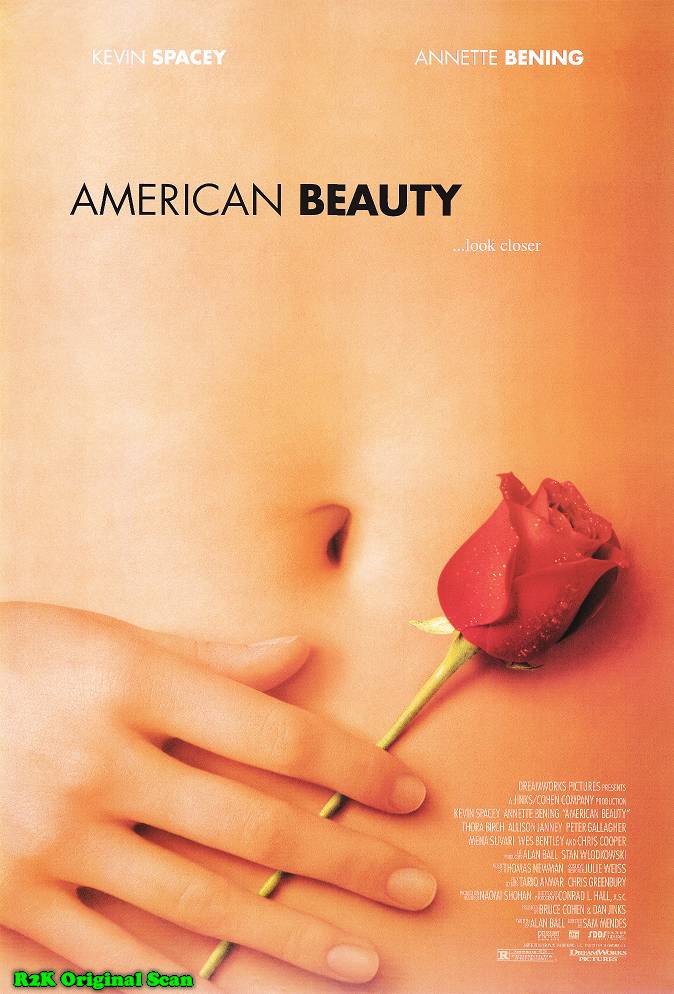 KEVIN SPACEY
ANNETTE BENING
AMERICAN BEAUTY
...look closer
DREAMWORKS PICTURES PRESENTS
A JINKS/COHEN COMPANY PRODUCTION
KEVIN SPACEY ANNETTE BENING "AMERICAN BEAUTY"
THORA BIRCH ALLISON JANNEY PETER GALLAGHER
MENA SUVARI WES BENTLEY AND CHRIS COOPER
ALAN BALL STAN WLODKOWSKI
THOMAS NEWMAN JULIE WEISS
TARIQ ANWAR CHRIS GREENBURY
NAOMI SHOHAN CONRAD L. HALL, A.S.C.
BRUCE COHEN & DAN JINKS
ALAN BALL SAM MENDES
R
DREAMWORKS
PICTURES
R2K Original Scan